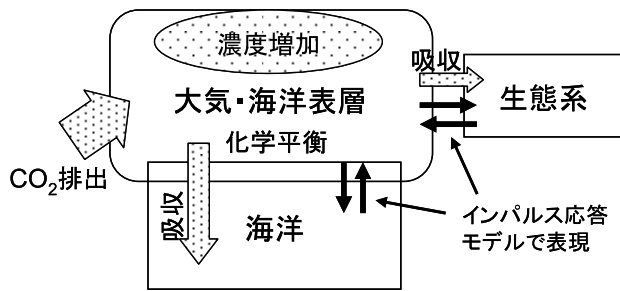 濃度増加
大気・海洋表層
化学平衡
吸収
生態系
CO₂排出
吸収
海洋
インパルス応答
モデルで表現